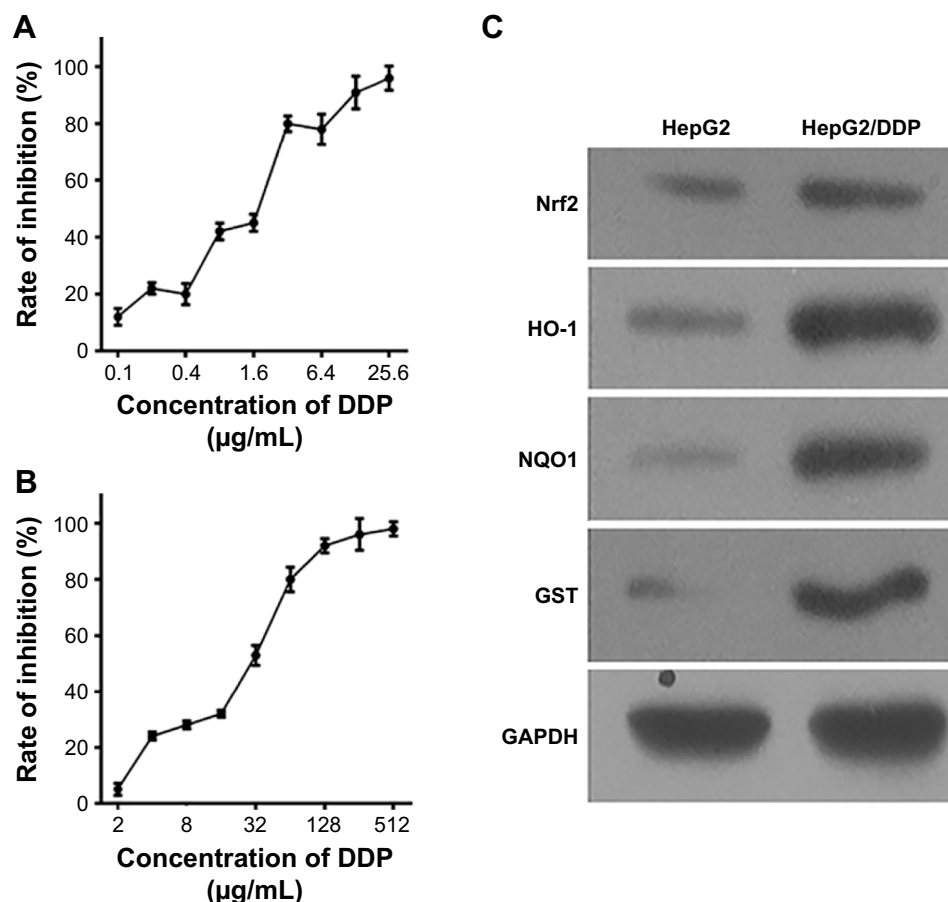 A
Rate of inhibition (%)
100
80
60
40
20
0
0.1 0.4 1.6 6.4 25.6
Concentration of DDP
(µg/mL)
B
Rate of inhibition (%)
100
80
60
40
20
0
2 8 32 128 512
Concentration of DDP
(µg/mL)
C
HepG2 HepG2/DDP
Nrf2
HO-1
NQO1
GST
GAPDH